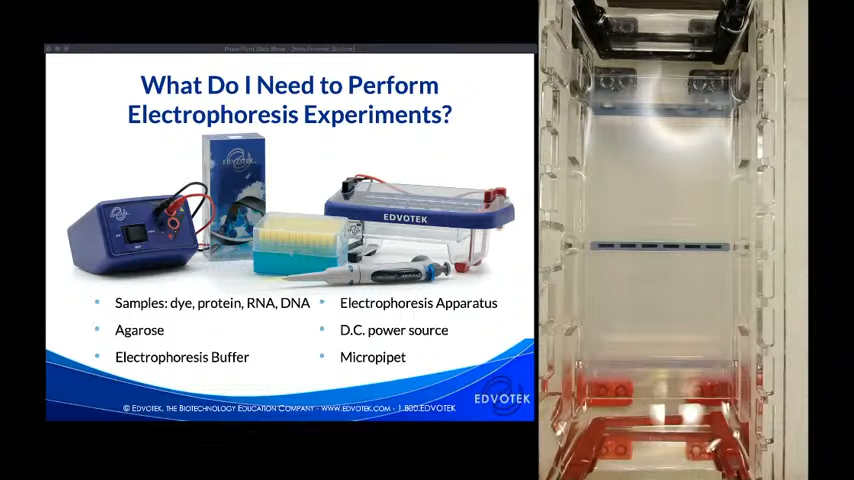 What Do I Need to Perform
Electrophoresis Experiments?
EDVOTEK
EDVOTEK
Samples: dye, protein, RNA, DNA
Agarose
Electrophoresis Buffer
Electrophoresis Apparatus
D.C. power source
Micropipet
© EDVOTEK, THE BIOTECHNOLOGY EDUCATION COMPANY - WWW.EDVOTEK.COM - 1.800.EDVOTEK
EDVOTEK